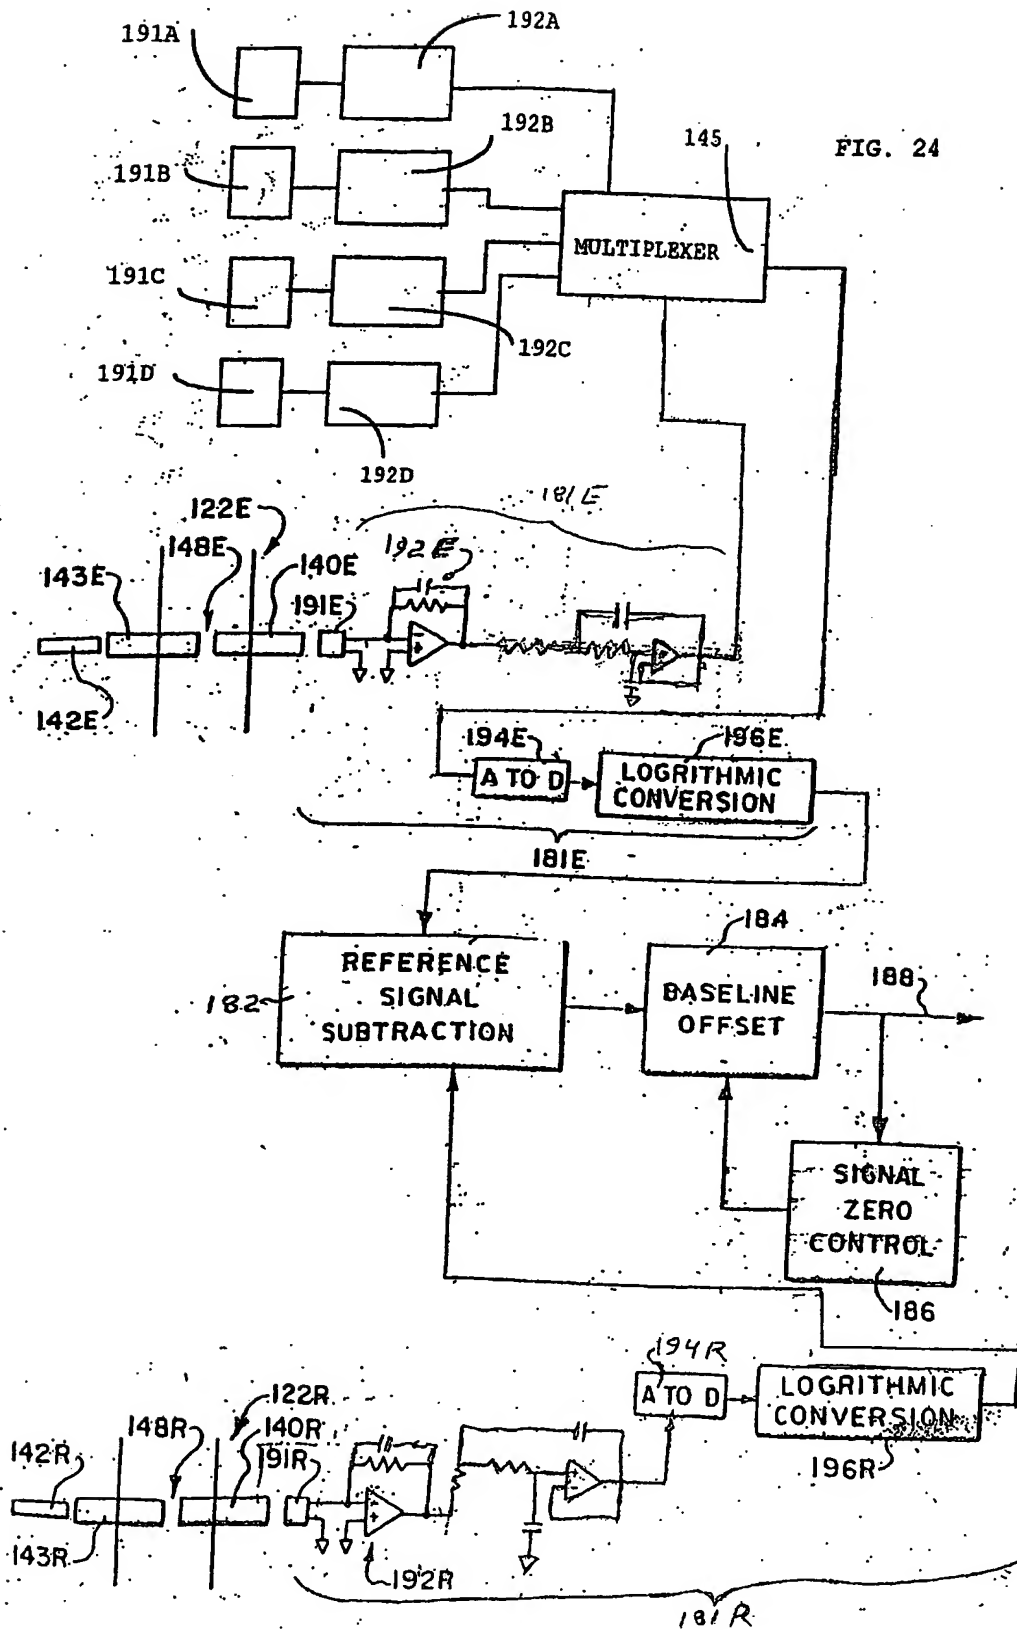 191A
192A
192B
145
FIG. 24
191B
MULTIPLEXER
191C
192C
191D
192D
181E
122E
148E
192E
143E
140E
191E
142E
194E
196E
A TO D
LOGRITHMIC
CONVERSION
181E
184
REFERENCE
SIGNAL
SUBTRACTION
182
BASELINE
OFFSET
188
SIGNAL
ZERO
CONTROL
186
194R
A TO D
LOGRITHMIC
CONVERSION
196R
122R
148R
140R
142R
191R
143R
192R
181R